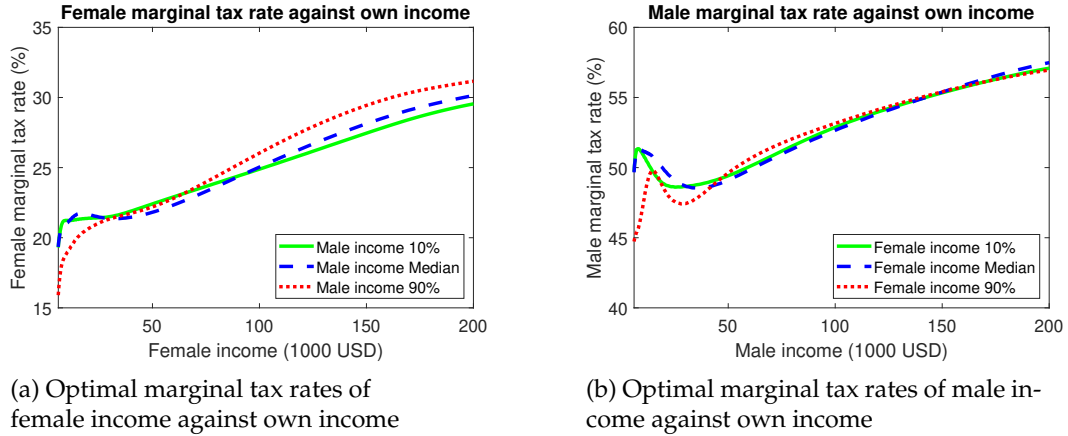 Female marginal tax rate against own income
35
30
25
20
15
Female marginal tax rate (%)
50
100
150
200
Female income (1000 USD)
Male income 10%
Male income Median
Male income 90%
(a) Optimal marginal tax rates of
female income against own income
Male marginal tax rate against own income
60
55
50
45
40
Male marginal tax rate (%)
50
100
150
200
Male income (1000 USD)
Female income 10%
Female income Median
Female income 90%
(b) Optimal marginal tax rates of male in-
come against own income